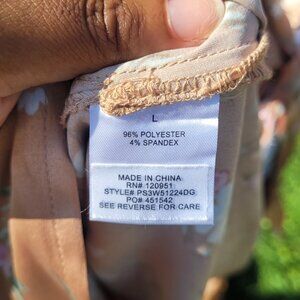 L
96% POLYESTER
4% SPANDEX
MADE IN CHINA
RN# 120951
STYLE# PS3W51224DG
PO# 451542
SEE REVERSE FOR CARE